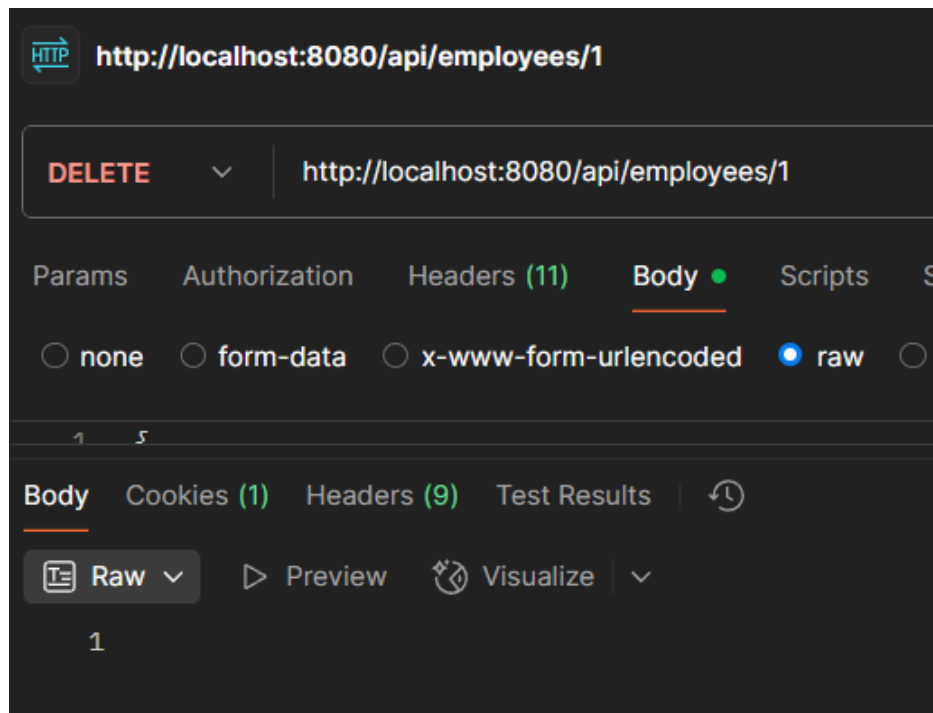 HTTP http://localhost:8080/api/employees/1
DELETE http://localhost:8080/api/employees/1
Params Authorization Headers (11) Body Scripts S
none form-data x-www-form-urlencoded raw
Body Cookies (1) Headers (9) Test Results
Raw Preview Visualize
1